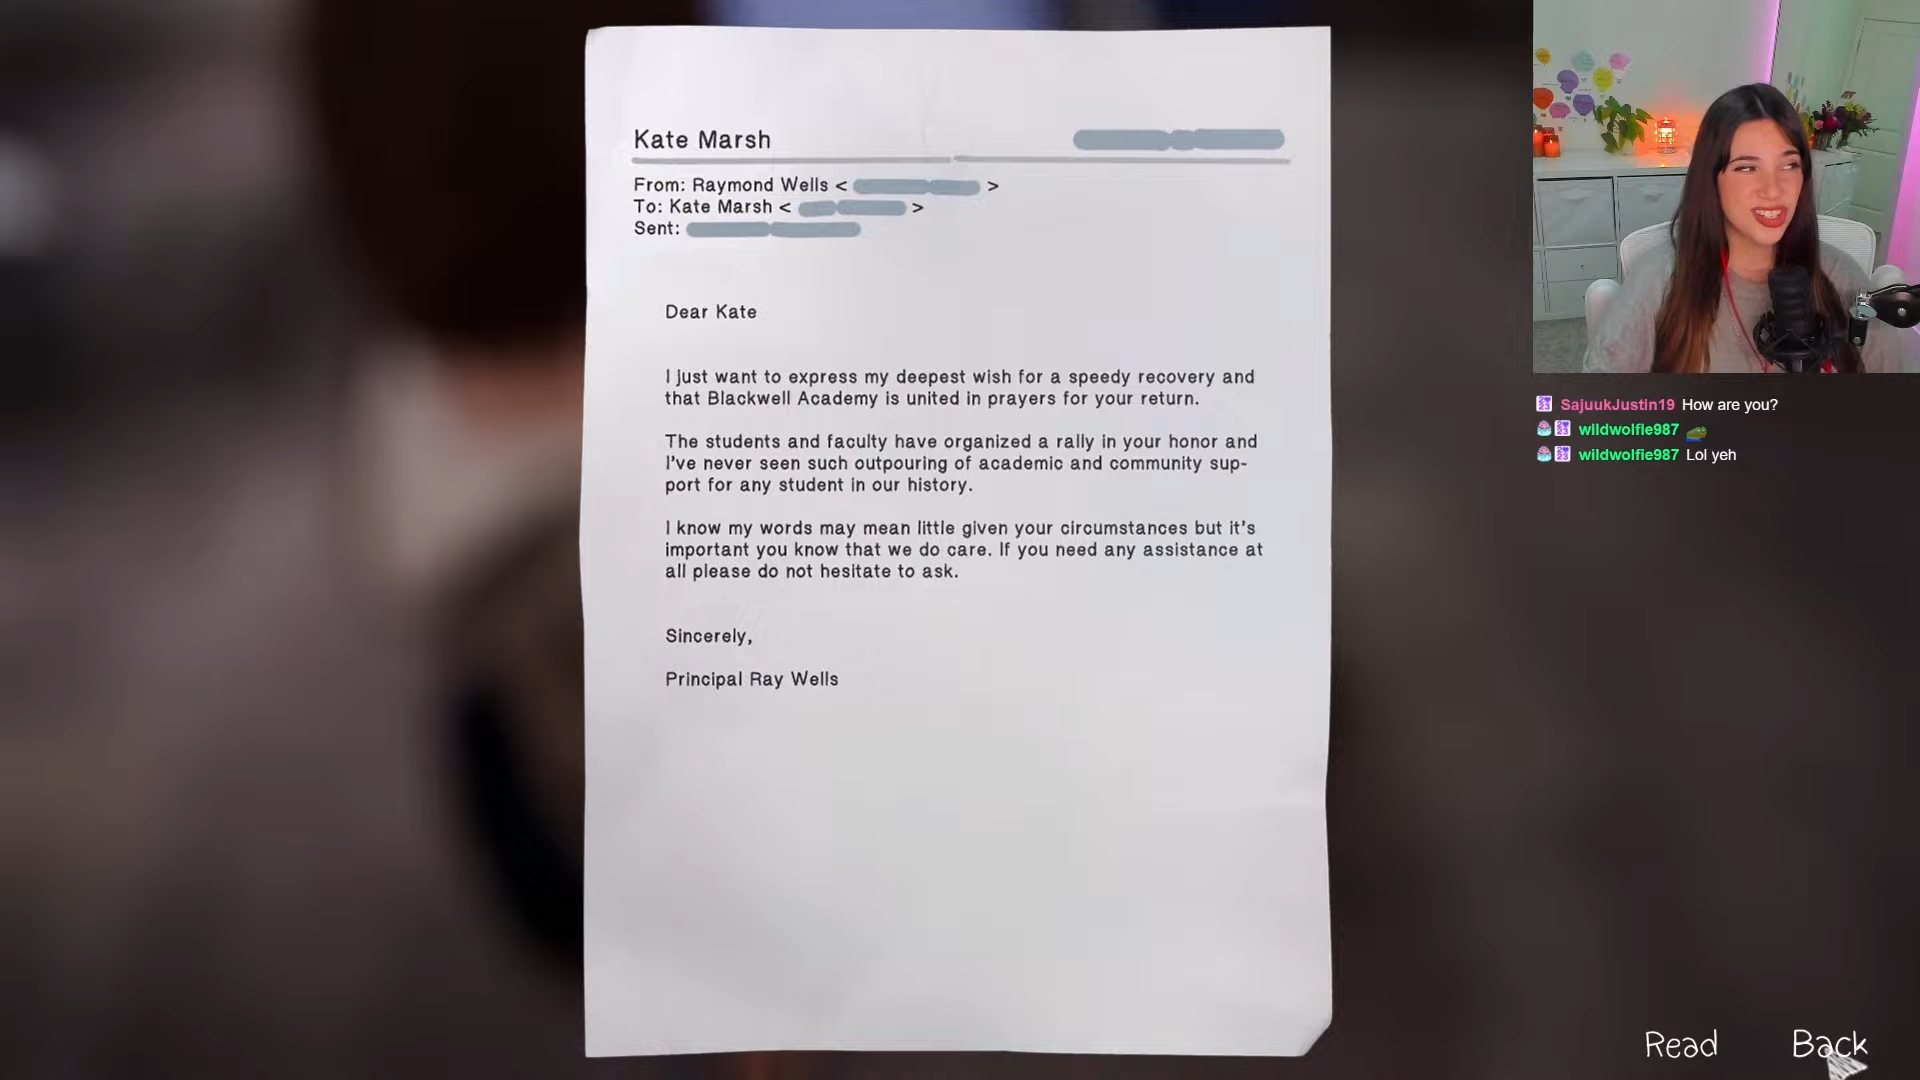 Kate Marsh
From: Raymond Wells < >
To: Kate Marsh < >
Sent:
Dear Kate
I just want to express my deepest wish for a speedy recovery and
that Blackwell Academy is united in prayers for your return.
The students and faculty have organized a rally in your honor and
I've never seen such outpouring of academic and community sup-
port for any student in our history.
I know my words may mean little given your circumstances but it's
important you know that we do care. If you need any assistance at
all please do not hesitate to ask.
Sincerely,
Principal Ray Wells
SajuukJustin19 How are you?
wildwolfie987
wildwolfie987 Lol yeh
Read Back